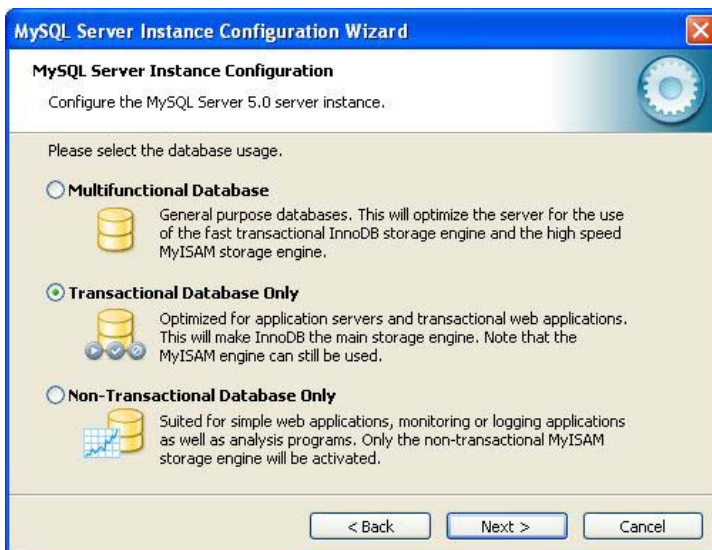 MySQL Server Instance Configuration Wizard
MySQL Server Instance Configuration
Configure the MySQL Server 5.0 server instance.
Please select the database usage.
Multifunctional Database
General purpose databases. This will optimize the server for the use
of the fast transactional InnoDB storage engine and the high speed
MyISAM storage engine.
Transactional Database Only
Optimized for application servers and transactional web applications.
This will make InnoDB the main storage engine. Note that the
MyISAM engine can still be used.
Non-Transactional Database Only
Suited for simple web applications, monitoring or logging applications
as well as analysis programs. Only the non-transactional MyISAM
storage engine will be activated.
< Back
Next >
Cancel